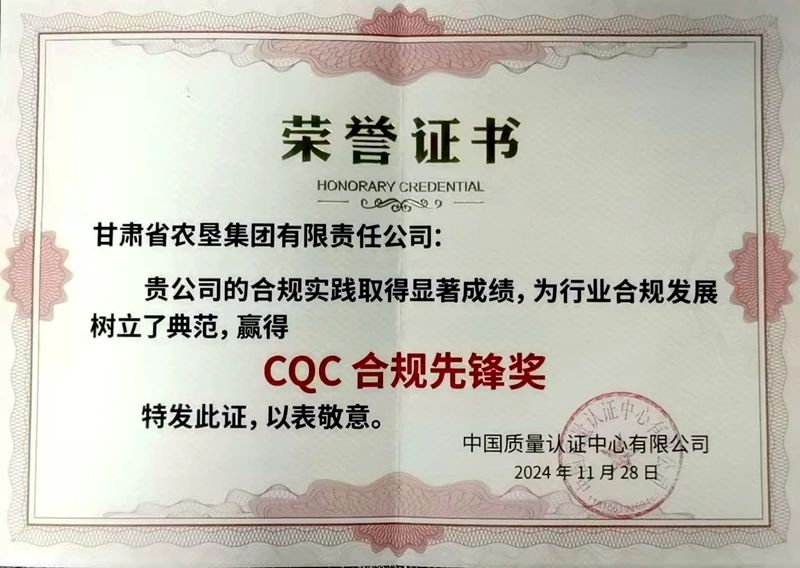 荣誉证书
HONORARY CREDENTIAL
甘肃省农垦集团有限责任公司：
贵公司的合规实践取得显著成绩，为行业合规发展
树立了典范，赢得
CQC 合规先锋奖
特发此证，以表敬意。
中国质量认证中心有限公司
2024 年 11 月 28 日